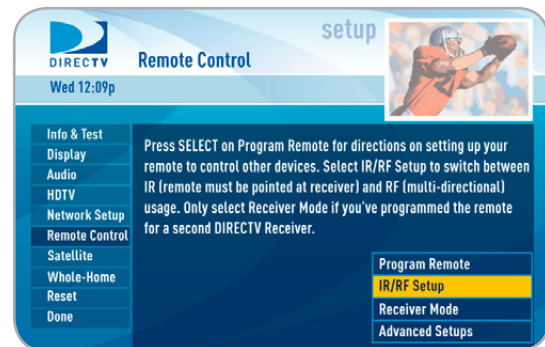 setup
DIRECTV
Remote Control
Wed 12:09p
Info & Test
Display
Audio
HDTV
Network Setup
Remote Control
Satellite
Whole-Home
Reset
Done
Press SELECT on Program Remote for directions on setting up your
remote to control other devices. Select IR/RF Setup to switch between
IR (remote must be pointed at receiver) and RF (multi-directional)
usage. Only select Receiver Mode if you've programmed the remote
for a second DIRECTV Receiver.
Program Remote
IR/RF Setup
Receiver Mode
Advanced Setups